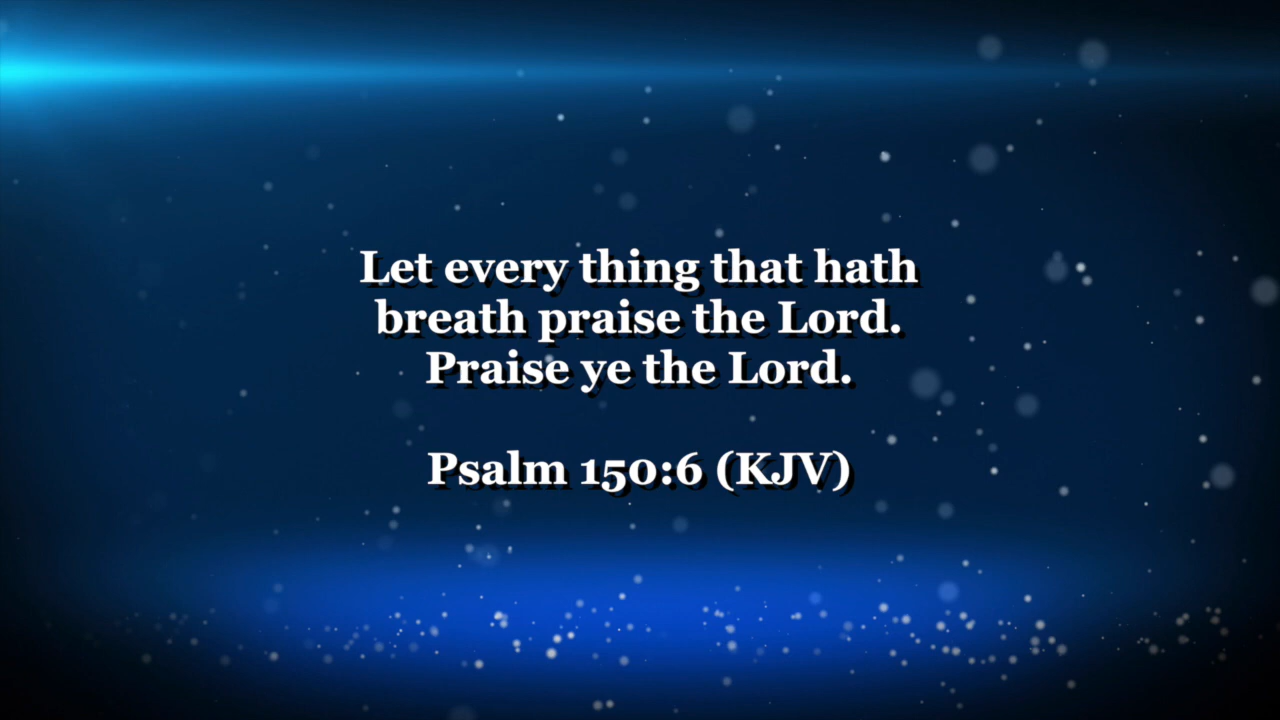 Let every thing that hath
breath praise the Lord.
Praise ye the Lord.
Psalm 150:6 (KJV)